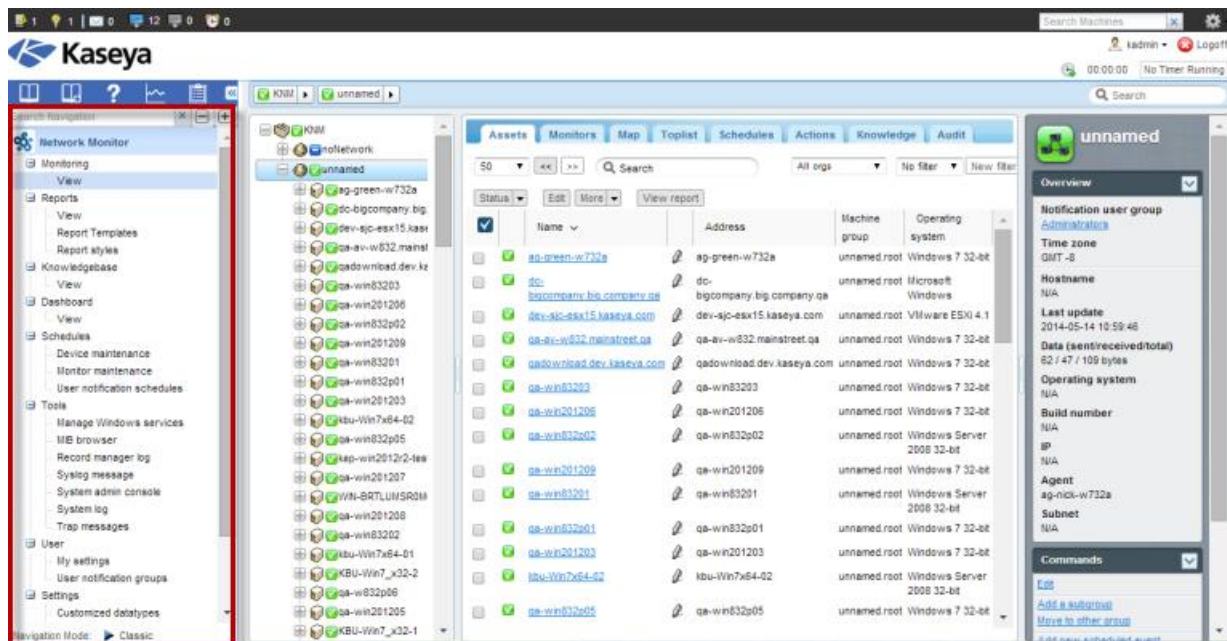 1 1 0 12 0 0
Search Machines
Kaseya
kadmin Logoff
00:00:00 No Timer Running
KNM unnamed
Search
Search Navigation
Network Monitor
Monitoring
View
Reports
View
Report Templates
Report styles
Knowledgebase
View
Dashboard
View
Schedules
Device maintenance
Monitor maintenance
User notification schedules
Tools
Manage Windows services
MIB browser
Record manager log
Syslog message
System admin console
System log
Trap messages
User
My settings
User notification groups
Settings
Customized datatypes
Navigation Mode: Classic
KNM
noNetwork
unnamed
ag-green-w732a
dc-bigcompany.big.
dev-sjc-esx15.kase
qa-av-w832.mainst
qadownload.dev.ka
qa-win83203
qa-win201206
qa-win832p02
qa-win201209
qa-win83201
qa-win832p01
qa-win201203
kbu-Win7x64-02
qa-win832p05
kap-win2012r2-tes
qa-win201207
WIN-BRTLUMSR0M
qa-win201208
qa-win83202
kbu-Win7x64-01
KBU-Win7_x32-2
qa-w832p06
qa-win201205
KBU-Win7_x32-1
Assets Monitors Map Toplist Schedules Actions Knowledge Audit
50 << >> Search All orgs No filter New filter
Status Edit More View report
Name Address Machine group Operating system
ag-green-w732a ag-green-w732a unnamed.root Windows 7 32-bit
dc-bigcompany.big.company.qa dc-bigcompany.big.company.qa unnamed.root Microsoft Windows
dev-sjc-esx15.kaseya.com dev-sjc-esx15.kaseya.com unnamed.root VMware ESXi 4.1
qa-av-w832.mainstreet.qa qa-av-w832.mainstreet.qa unnamed.root Windows 7 32-bit
qadownload.dev.kaseya.com qadownload.dev.kaseya.com unnamed.root Windows 7 32-bit
qa-win83203 qa-win83203 unnamed.root Windows 7 32-bit
qa-win201206 qa-win201206 unnamed.root Windows 7 32-bit
qa-win832p02 qa-win832p02 unnamed.root Windows Server 2008 32-bit
qa-win201209 qa-win201209 unnamed.root Windows 7 32-bit
qa-win83201 qa-win83201 unnamed.root Windows Server 2008 32-bit
qa-win832p01 qa-win832p01 unnamed.root Windows 7 32-bit
qa-win201203 qa-win201203 unnamed.root Windows 7 32-bit
kbu-Win7x64-02 kbu-Win7x64-02 unnamed.root Windows Server 2008 32-bit
qa-win832p05 qa-win832p05 unnamed.root Windows 7 32-bit
unnamed
Overview
Notification user group
Administrators
Time zone
GMT -8
Hostname
N/A
Last update
2014-05-14 10:59:46
Data (sent/received/total)
62 / 47 / 109 bytes
Operating system
N/A
Build number
N/A
IP
N/A
Agent
ag-nick-w732a
Subnet
N/A
Commands
Edit
Add a subgroup
Move to other group
Add new scheduled event